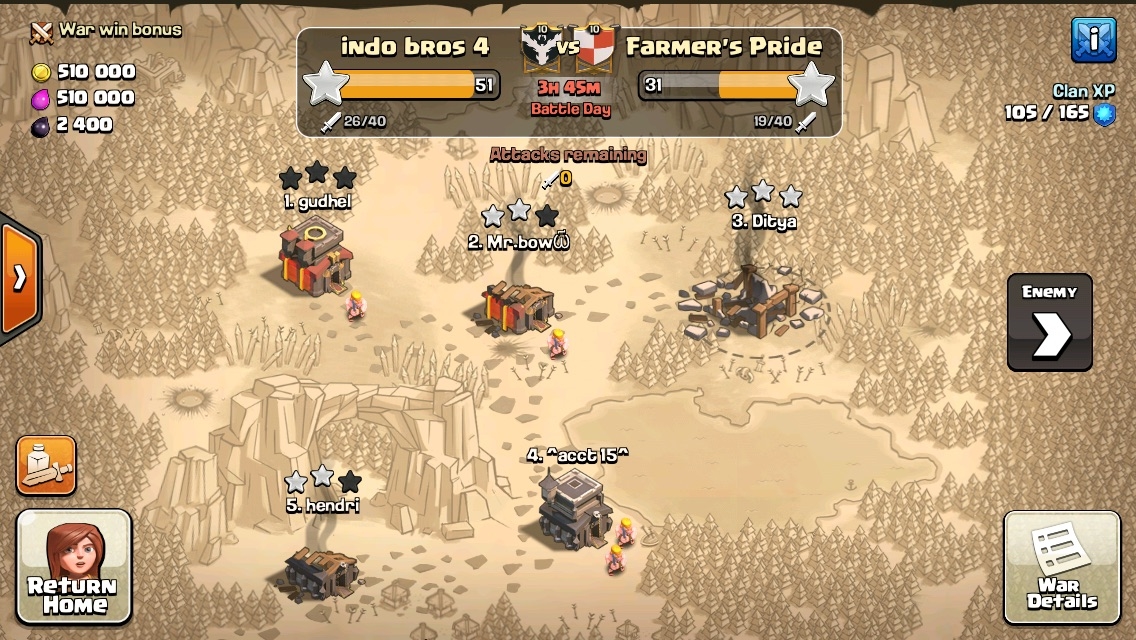 War win bonus
510 000
510 000
2 400
indo bros 4
10
vs
10
Farmer's Pride
51
3H 45M
31
Battle Day
26/40
19/40
Clan XP
105 / 165
i
Attacks remaining
0
1. gudhel
2. Mr.bow
3. Ditya
Enemy
4. ^acct 15^
5. hendri
Return
Home
War
Details